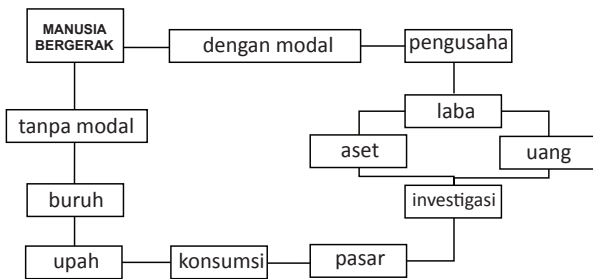 MANUSIA
BERGERAK
dengan modal
pengusaha
laba
tanpa modal
aset
uang
buruh
investigasi
upah
konsumsi
pasar